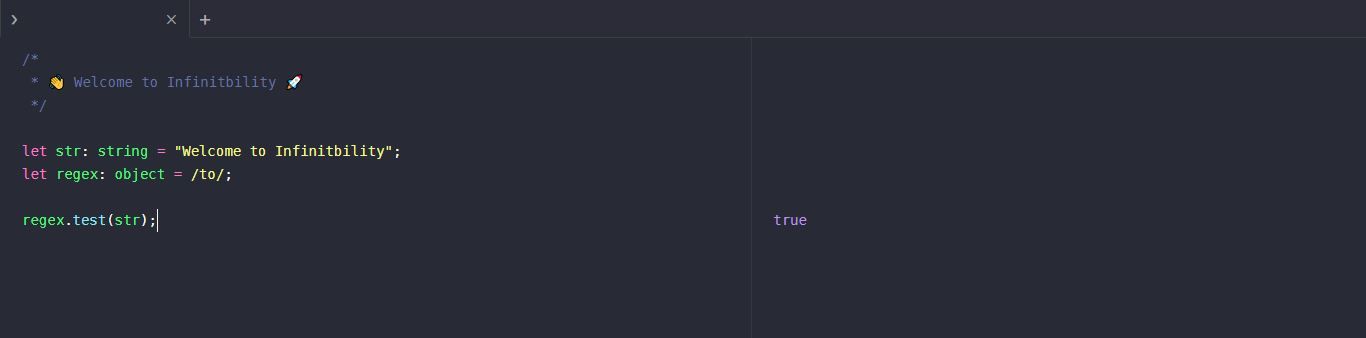 /*
 * 👋 Welcome to Infinitbility 🚀
 */
let str: string = "Welcome to Infinitbility";
let regex: object = /to/;
regex.test(str);
true